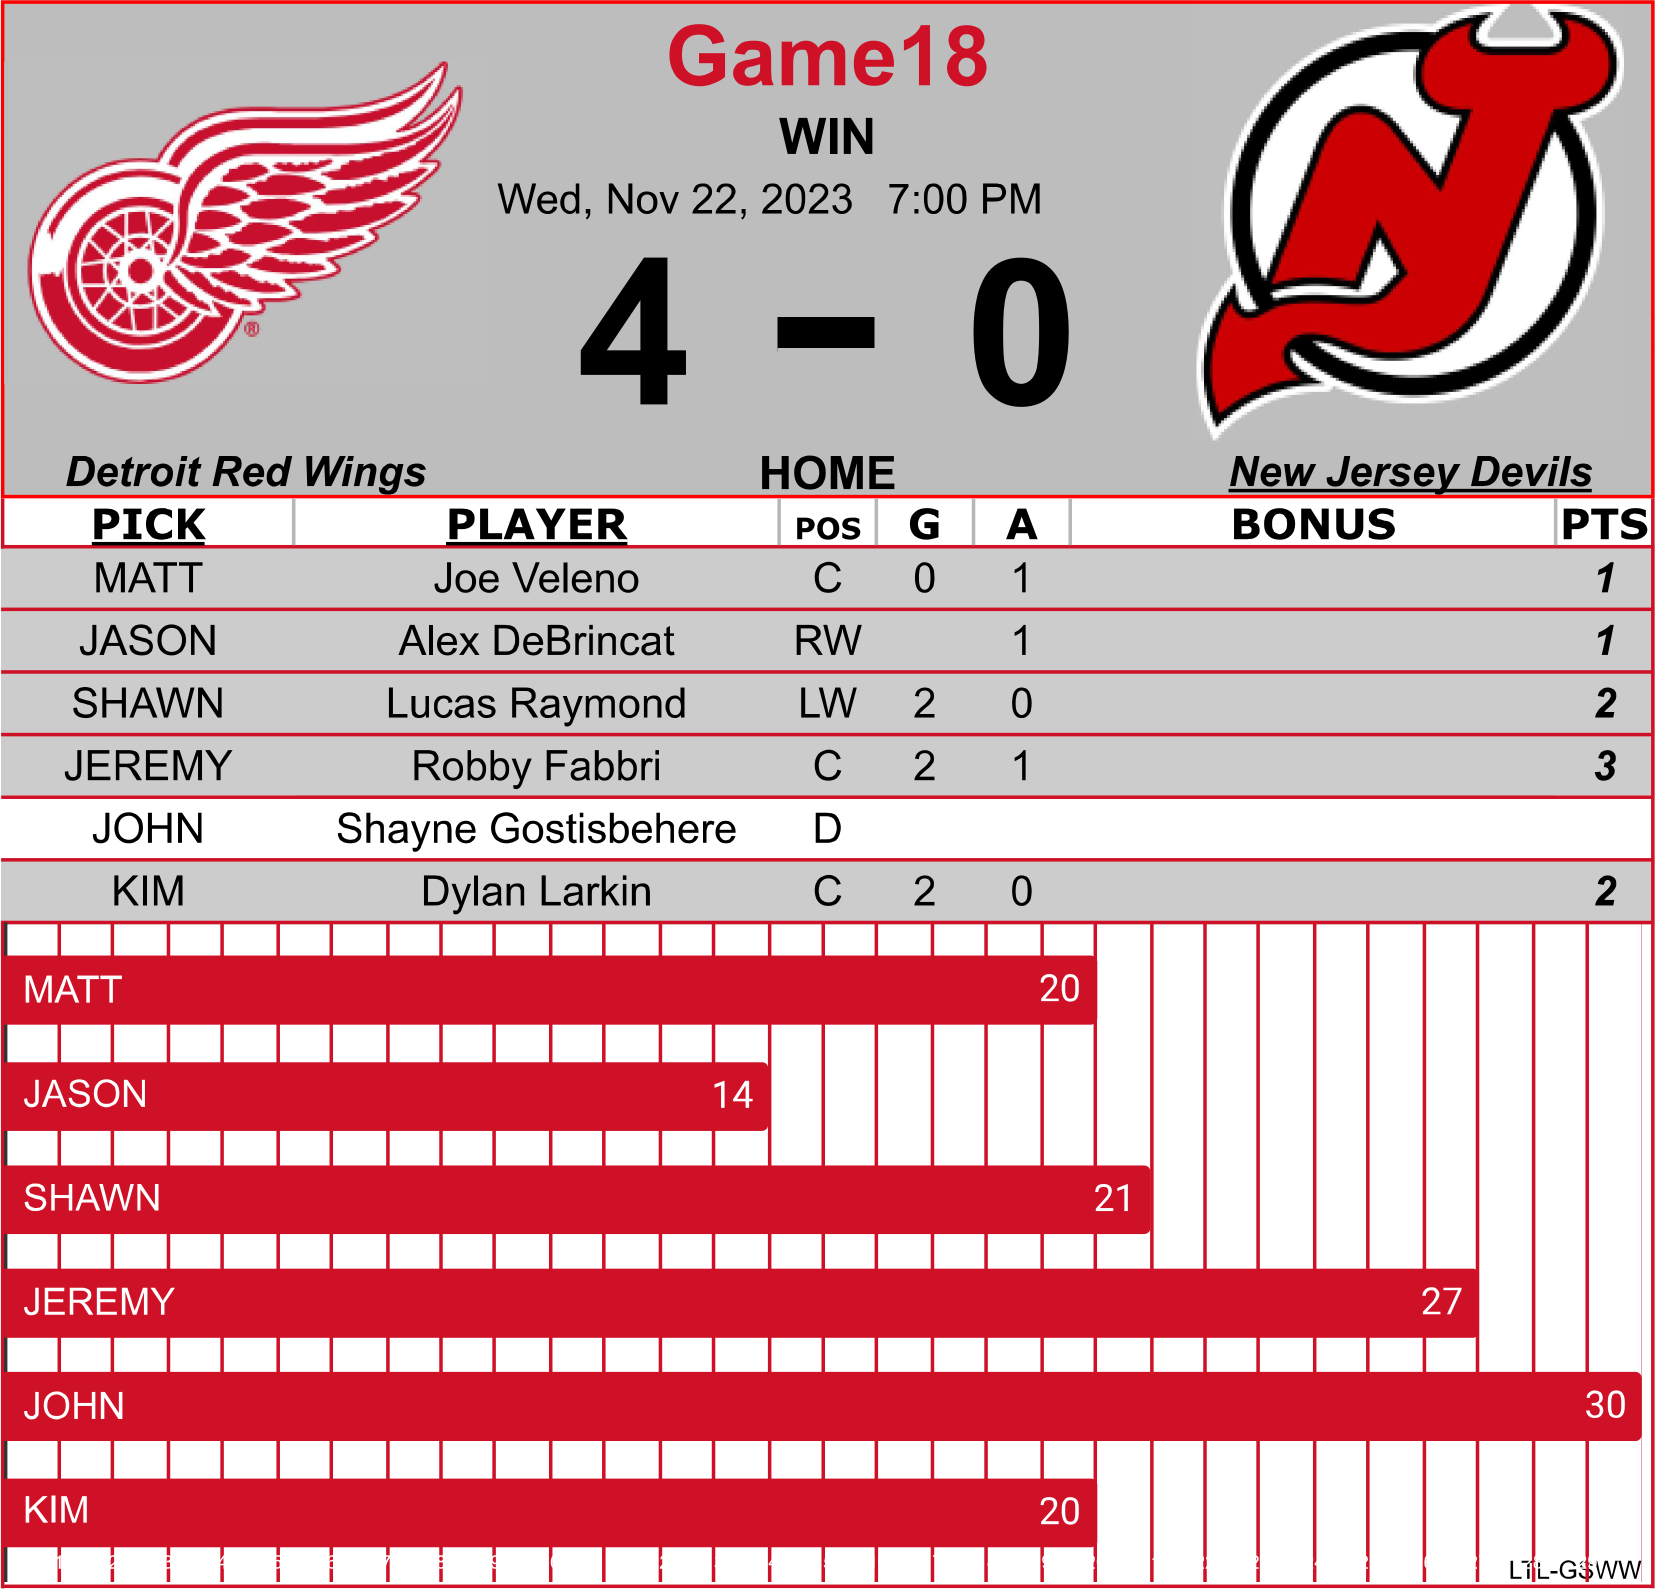 Game18
WIN
Wed, Nov 22, 2023 7:00 PM
4 - 0
Detroit Red Wings HOME New Jersey Devils
PICK PLAYER POS G A BONUS PTS
MATT Joe Veleno C 0 1 1
JASON Alex DeBrincat RW 1 1
SHAWN Lucas Raymond LW 2 0 2
JEREMY Robby Fabbri C 2 1 3
JOHN Shayne Gostisbehere D
KIM Dylan Larkin C 2 0 2
MATT 20
JASON 14
SHAWN 21
JEREMY 27
JOHN 30
KIM 20
LTL-GSWW